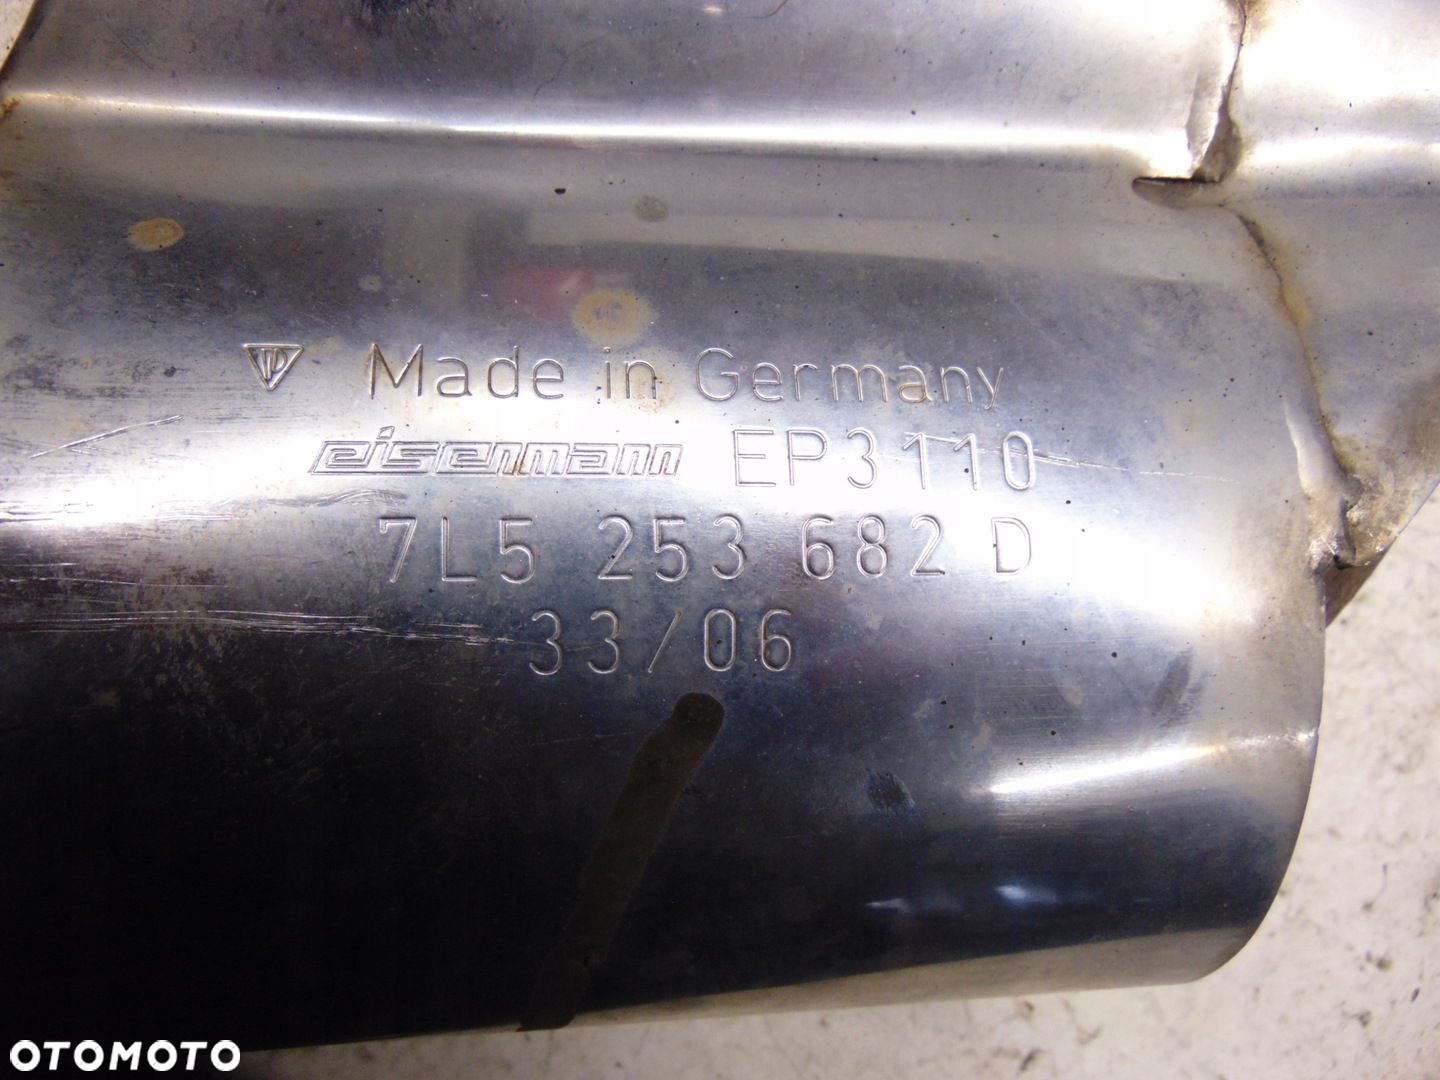 Made in Germany
eisenmann EP3110
7L5 253 682 D
33/06
OTOMOTO